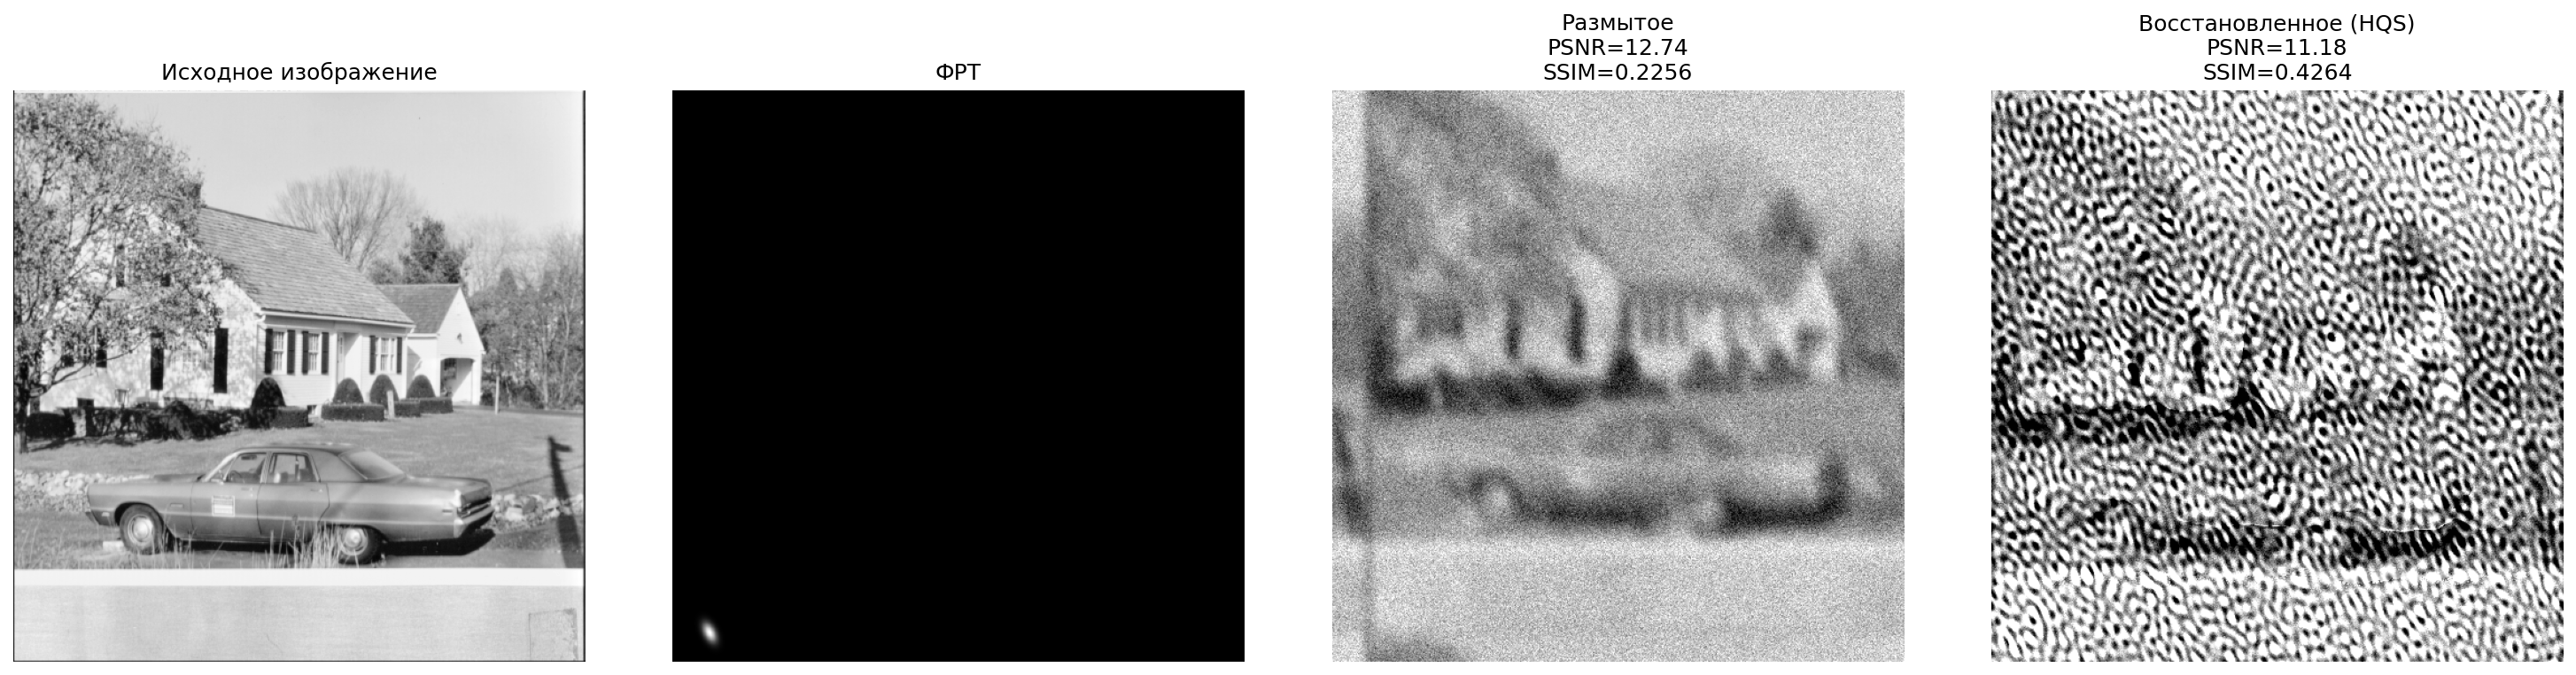 Исходное изображение
ФРТ
Размытое
PSNR=12.74
SSIM=0.2256
Восстановленное (HQS)
PSNR=11.18
SSIM=0.4264